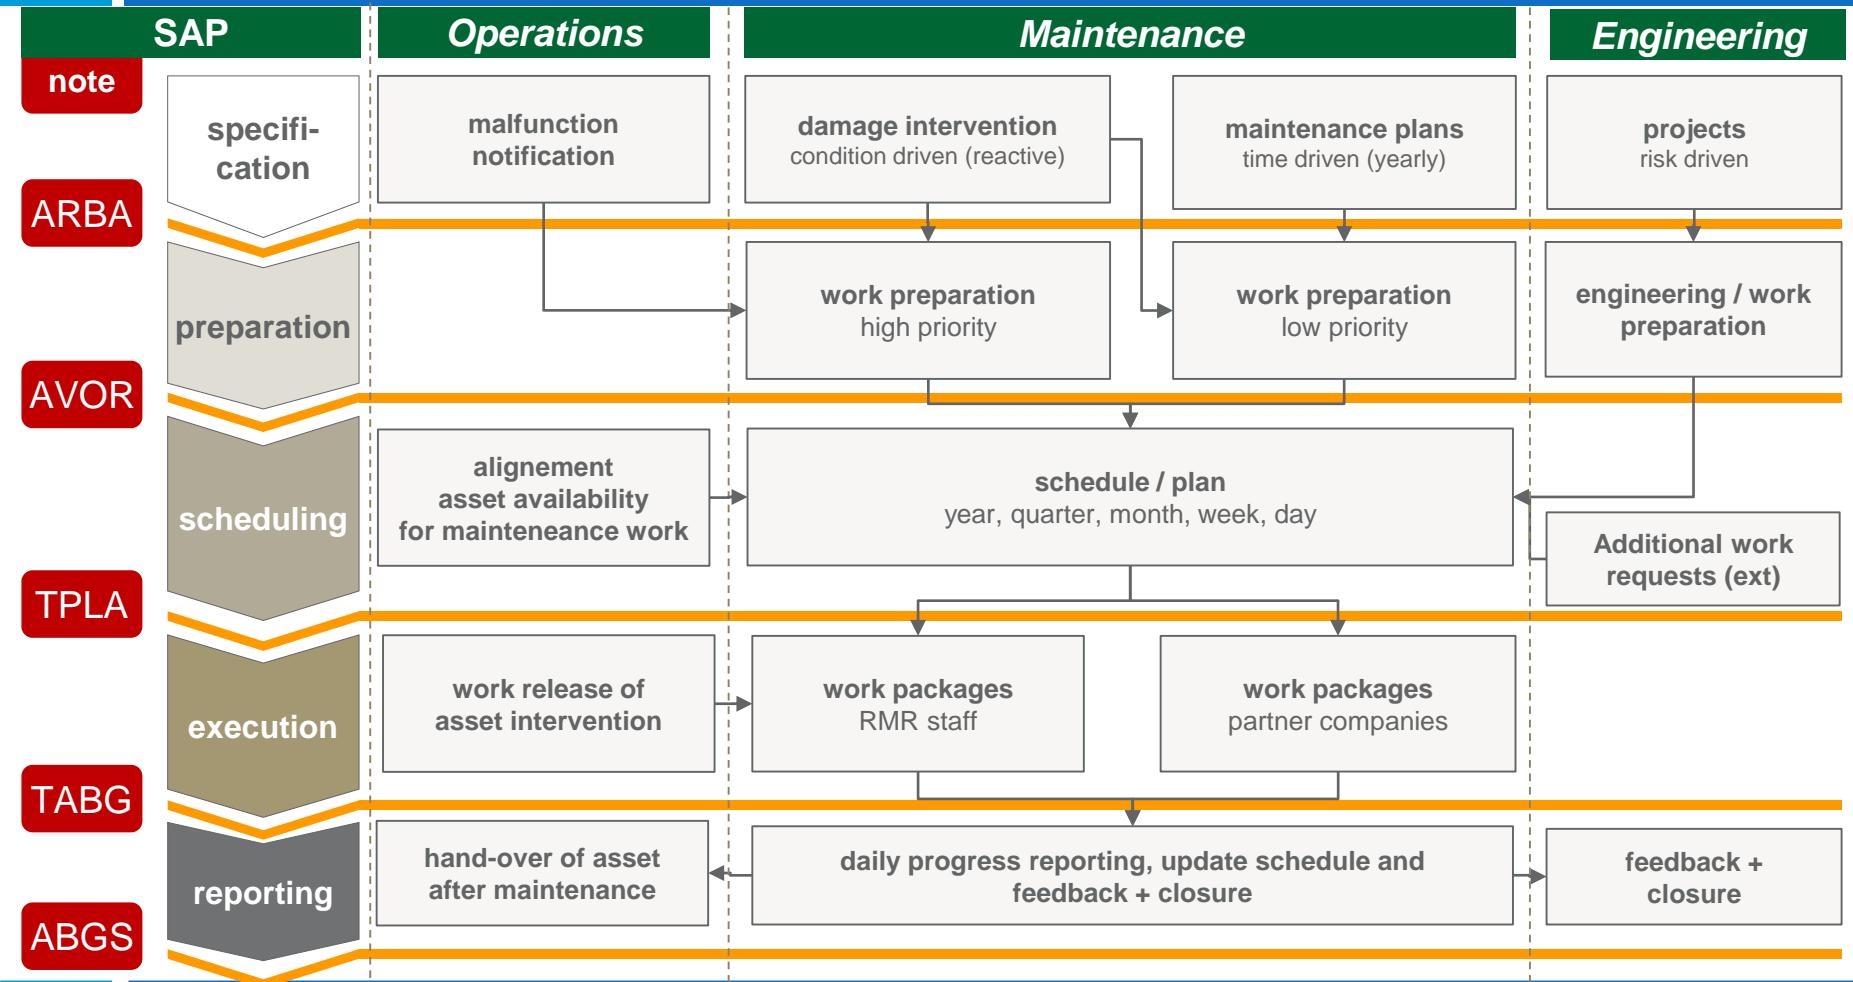 SAP
Operations
Maintenance
Engineering
note
specifi-
cation
malfunction
notification
damage intervention
condition driven (reactive)
maintenance plans
time driven (yearly)
projects
risk driven
ARBA
preparation
work preparation
high priority
work preparation
low priority
engineering / work
preparation
AVOR
scheduling
alignement
asset availability
for mainteneance work
schedule / plan
year, quarter, month, week, day
Additional work
requests (ext)
TPLA
execution
work release of
asset intervention
work packages
RMR staff
work packages
partner companies
TABG
reporting
hand-over of asset
after maintenance
daily progress reporting, update schedule and
feedback + closure
feedback +
closure
ABGS